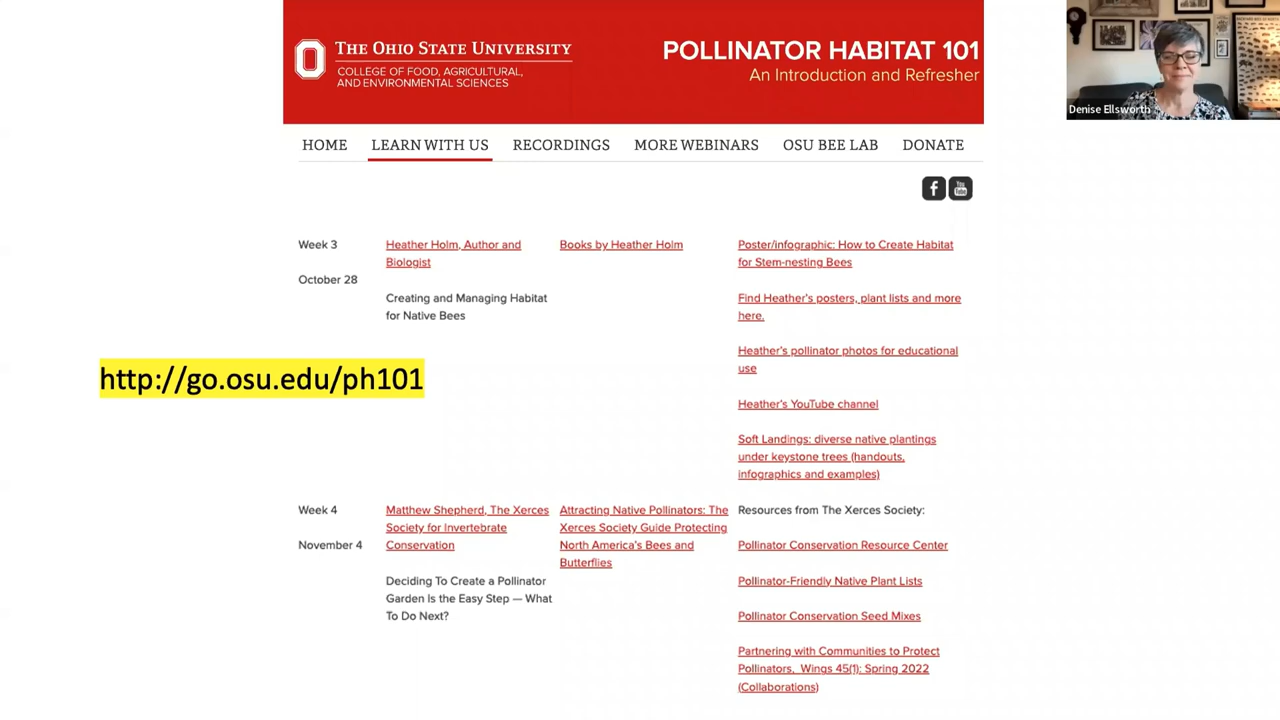 THE OHIO STATE UNIVERSITY
COLLEGE OF FOOD, AGRICULTURAL,
AND ENVIRONMENTAL SCIENCES
POLLINATOR HABITAT 101
An Introduction and Refresher
Denise Ellsworth
HOME LEARN WITH US RECORDINGS MORE WEBINARS OSU BEE LAB DONATE
f You Tube
Week 3
October 28
Heather Holm, Author and
Biologist
Creating and Managing Habitat
for Native Bees
Books by Heather Holm
Poster/infographic: How to Create Habitat
for Stem-nesting Bees
Find Heather's posters, plant lists and more
here.
Heather's pollinator photos for educational
use
Heather's YouTube channel
Soft Landings: diverse native plantings
under keystone trees (handouts,
infographics and examples)
http://go.osu.edu/ph101
Week 4
November 4
Matthew Shepherd, The Xerces
Society for Invertebrate
Conservation
Deciding To Create a Pollinator
Garden Is the Easy Step — What
To Do Next?
Attracting Native Pollinators: The
Xerces Society Guide Protecting
North America's Bees and
Butterflies
Resources from The Xerces Society:
Pollinator Conservation Resource Center
Pollinator-Friendly Native Plant Lists
Pollinator Conservation Seed Mixes
Partnering with Communities to Protect
Pollinators, Wings 45(1): Spring 2022
(Collaborations)